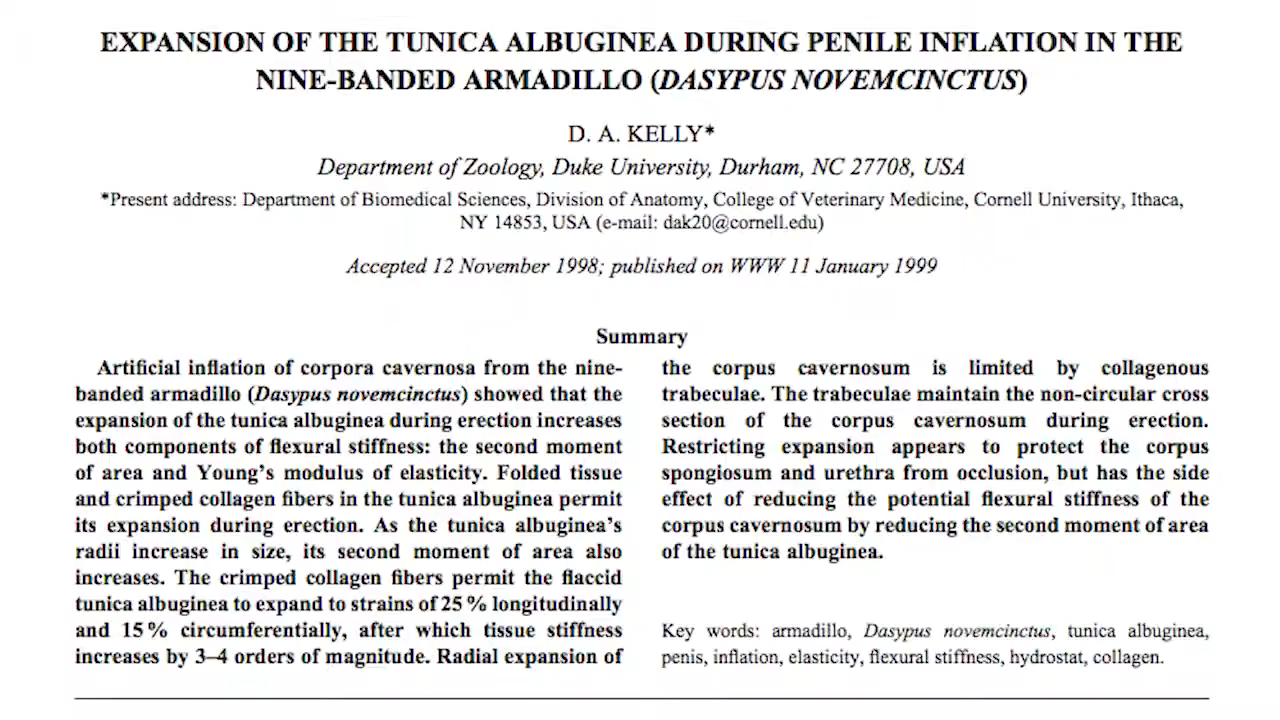 EXPANSION OF THE TUNICA ALBUGINEA DURING PENILE INFLATION IN THE
NINE-BANDED ARMADILLO (DASYPUS NOVEMCINCTUS)
D. A. KELLY*
Department of Zoology, Duke University, Durham, NC 27708, USA
*Present address: Department of Biomedical Sciences, Division of Anatomy, College of Veterinary Medicine, Cornell University, Ithaca,
NY 14853, USA (e-mail: dak20@cornell.edu)
Accepted 12 November 1998; published on WWW 11 January 1999
Summary
Artificial inflation of corpora cavernosa from the nine-
banded armadillo (Dasypus novemcinctus) showed that the
expansion of the tunica albuginea during erection increases
both components of flexural stiffness: the second moment
of area and Young's modulus of elasticity. Folded tissue
and crimped collagen fibers in the tunica albuginea permit
its expansion during erection. As the tunica albuginea's
radii increase in size, its second moment of area also
increases. The crimped collagen fibers permit the flaccid
tunica albuginea to expand to strains of 25 % longitudinally
and 15 % circumferentially, after which tissue stiffness
increases by 3–4 orders of magnitude. Radial expansion of
the corpus cavernosum is limited by collagenous
trabeculae. The trabeculae maintain the non-circular cross
section of the corpus cavernosum during erection.
Restricting expansion appears to protect the corpus
spongiosum and urethra from occlusion, but has the side
effect of reducing the potential flexural stiffness of the
corpus cavernosum by reducing the second moment of area
of the tunica albuginea.
Key words: armadillo, Dasypus novemcinctus, tunica albuginea,
penis, inflation, elasticity, flexural stiffness, hydrostat, collagen.